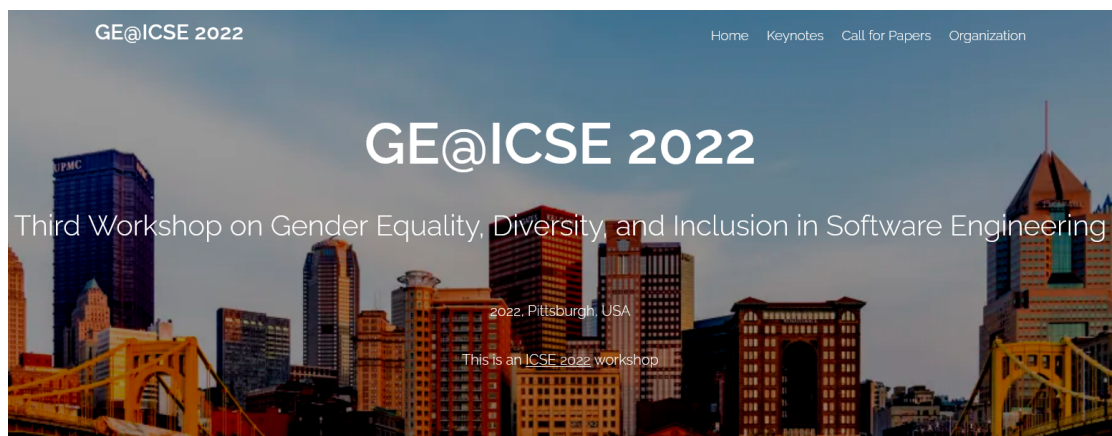 GE@ICSE 2022
Home Keynotes Call for Papers Organization
GE@ICSE 2022
UPMC
Third Workshop on Gender Equality, Diversity, and Inclusion in Software Engineering
2022, Pittsburgh, USA
This is an ICSE 2022 workshop